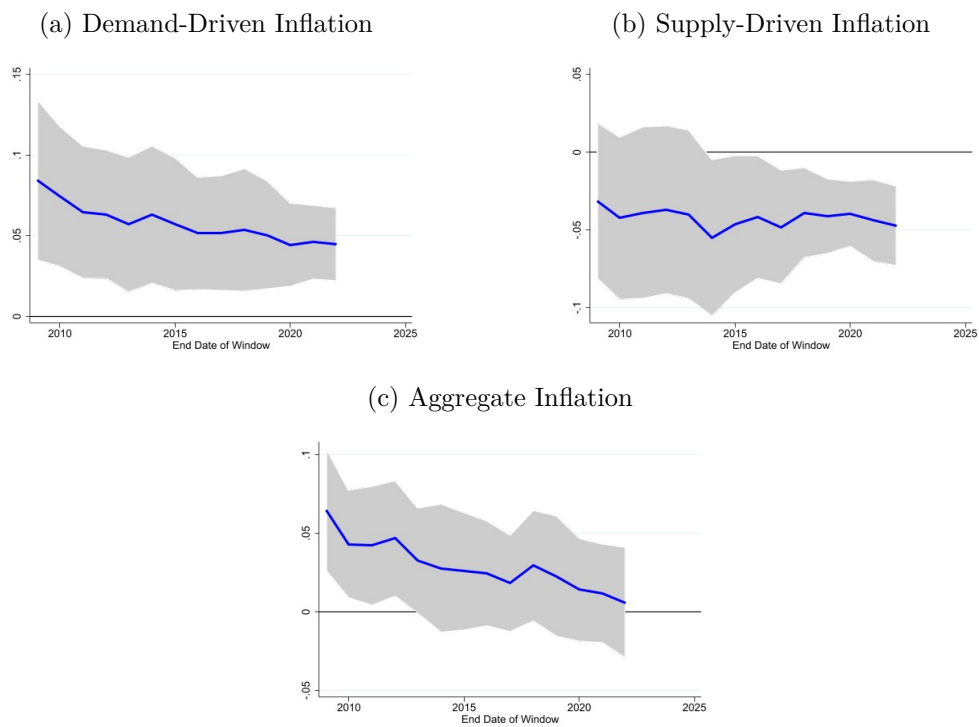 (a) Demand-Driven Inflation
.15
.1
.05
0
2010 2015 2020 2025
End Date of Window
(b) Supply-Driven Inflation
.05
0
-.05
-.1
2010 2015 2020 2025
End Date of Window
(c) Aggregate Inflation
.1
.05
0
-.05
2010 2015 2020 2025
End Date of Window